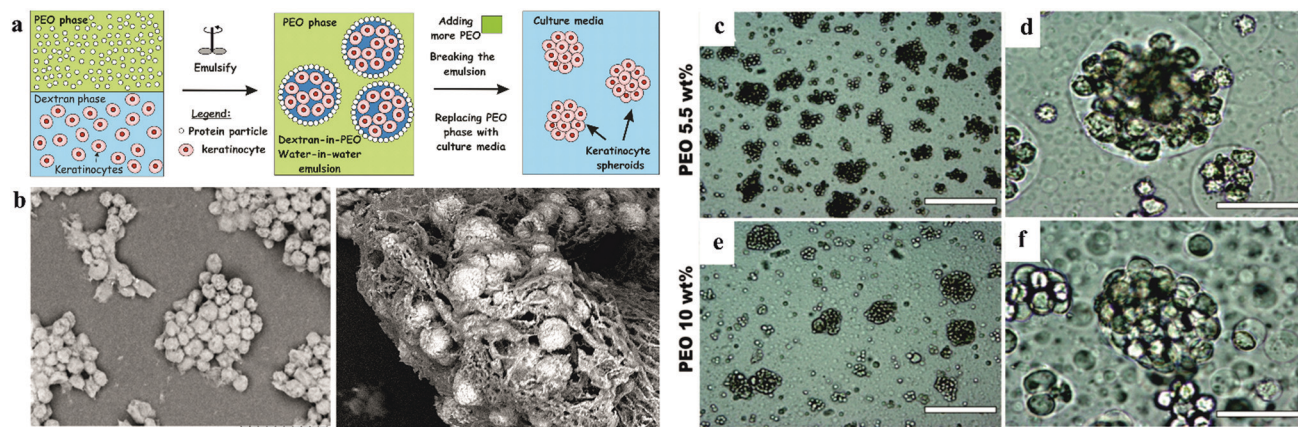 a
PEO phase
Dextran phase
Keratinocytes
Emulsify
Legend:
Protein particle
keratinocyte
PEO phase
Dextran-in-PEO
Water-in-water
emulsion
Adding
more PEO
Breaking the
emulsion
Replacing PEO
phase with
culture media
Culture media
Keratinocyte
spheroids
b
c
d
PEO 5.5 wt%
e
f
PEO 10 wt%